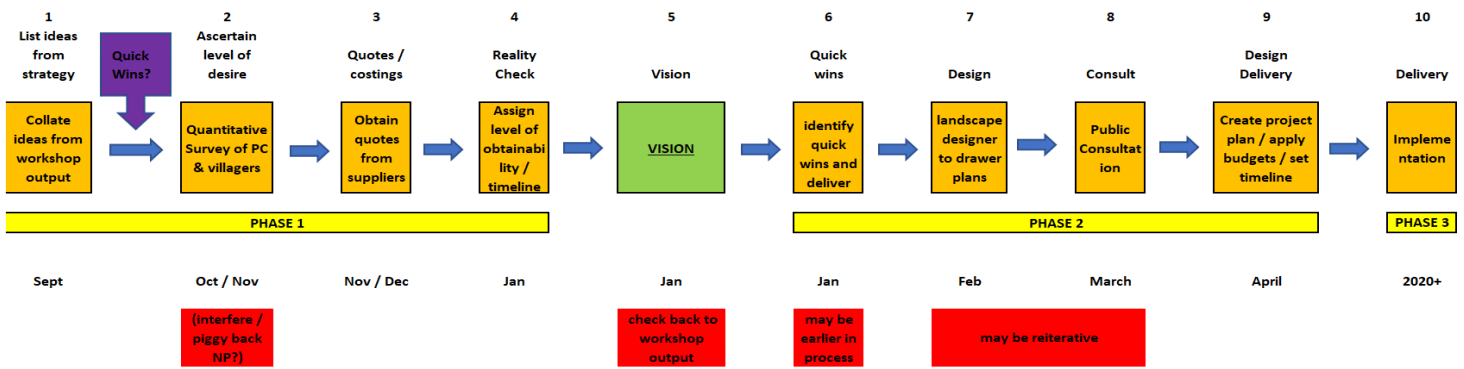 1
List ideas
from
strategy
Quick
Wins?
2
Ascertain
level of
desire
3
Quotes /
costings
4
Reality
Check
5
Vision
6
Quick
wins
7
Design
8
Consult
9
Design
Delivery
10
Delivery
Collate
ideas from
workshop
output
Quantitative
Survey of PC
& villagers
Obtain
quotes
from
suppliers
Assign
level of
obtainabi
lity /
timeline
VISION
identify
quick
wins and
deliver
landscape
designer
to drawer
plans
Public
Consultat
ion
Create project
plan / apply
budgets / set
timeline
Impleme
ntation
PHASE 1
PHASE 2
PHASE 3
Sept
Oct / Nov
Nov / Dec
Jan
Jan
Jan
Feb
March
April
2020+
(interfere /
piggy back
NP?)
check back to
workshop
output
may be
earlier in
process
may be reiterative